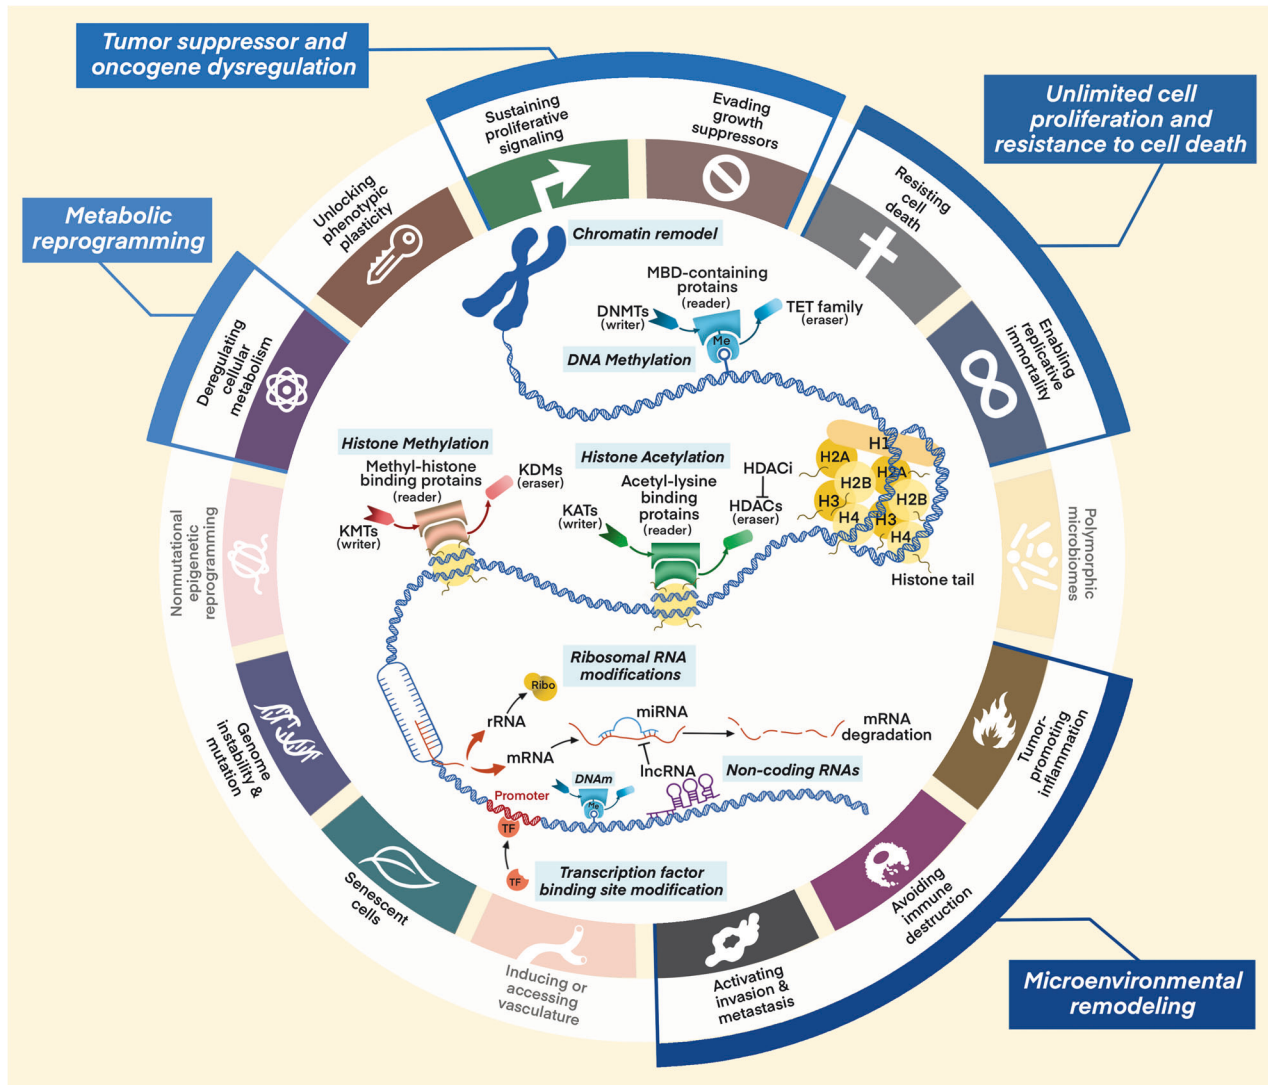 Tumor suppressor and
oncogene dysregulation
Unlimited cell
proliferation and
resistance to cell death
Metabolic
reprogramming
Microenvironmental
remodeling
Sustaining
proliferative
signaling
Evading
growth
suppressors
Resisting
cell
death
Enabling
replicative
immortality
Polymorphic
microbiomes
Tumor-
promoting
inflammation
Avoiding
immune
destruction
Activating
invasion &
metastasis
Inducing or
accessing
vasculature
Senescent
cells
Genome
instability &
mutation
Nonmutational
epigenetic
reprogramming
Deregulating
cellular
metabolism
Unlocking
phenotypic
plasticity
Chromatin remodel
MBD-containing
protains
(reader)
DNMTs
(writer)
TET family
(eraser)
Me
DNA Methylation
Histone Methylation
Methyl-histone
binding proteins
(reader)
KDMs
(eraser)
KMTs
(writer)
Histone Acetylation
Acetyl-lysine
binding
proteins
(reader)
KATs
(writer)
HDACi
HDACs
(eraser)
H1
H2A
H2A
H2B
H2B
H3
H3
H4
H4
Histone tail
Ribosomal RNA
modifications
Ribo
rRNA
mRNA
miRNA
mRNA
degradation
lncRNA
Non-coding RNAs
DNAm
Me
Promoter
TF
TF
Transcription factor
binding site modification